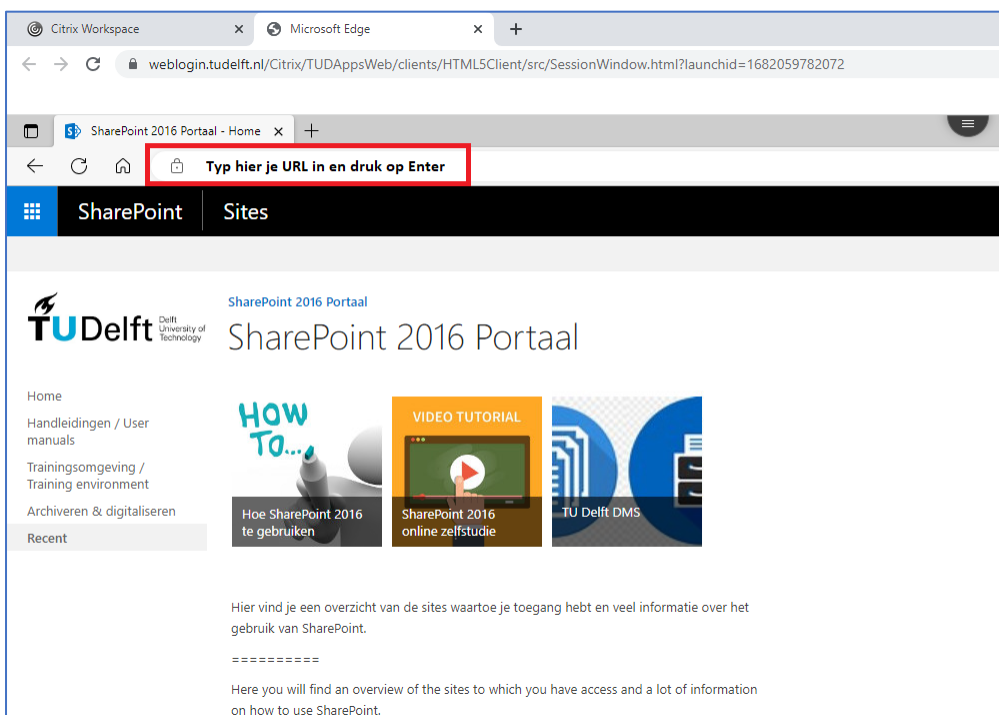 Citrix Workspace
Microsoft Edge
weblogin.tudelft.nl/Citrix/TUDAppsWeb/clients/HTML5Client/src/SessionWindow.html?launchid=1682059782072
SharePoint 2016 Portaal - Home
Typ hier je URL in en druk op Enter
SharePoint
Sites
TUDelft
Delft
University of
Technology
SharePoint 2016 Portaal
SharePoint 2016 Portaal
Home
Handleidingen / User
manuals
Trainingsomgeving /
Training environment
Archiveren & digitaliseren
Recent
HOW
TO...
Hoe SharePoint 2016
te gebruiken
VIDEO TUTORIAL
SharePoint 2016
online zelfstudie
TU Delft DMS
Hier vind je een overzicht van de sites waartoe je toegang hebt en veel informatie over het
gebruik van SharePoint.
==========
Here you will find an overview of the sites to which you have access and a lot of information
on how to use SharePoint.